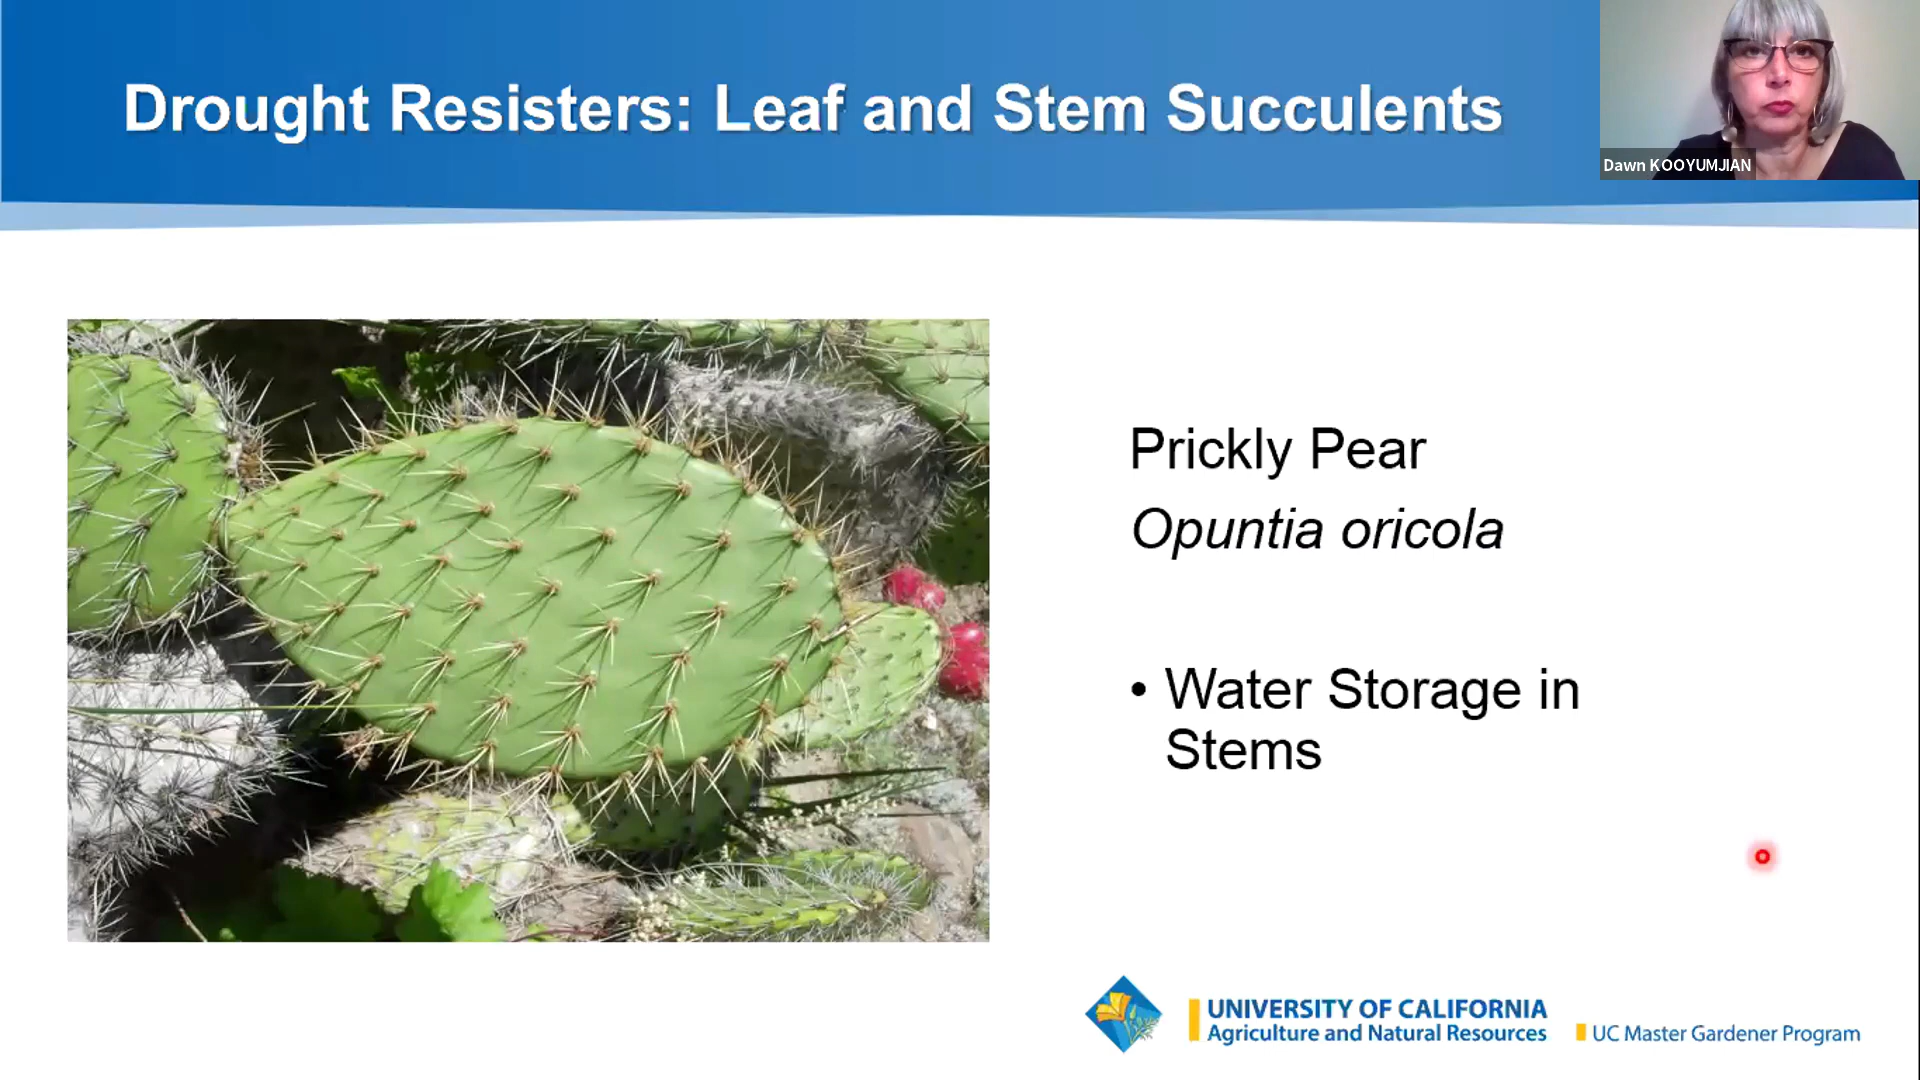 Drought Resisters: Leaf and Stem Succulents
Dawn KOOYUMJIAN
Prickly Pear
Opuntia oricola
• Water Storage in
Stems
UNIVERSITY OF CALIFORNIA
Agriculture and Natural Resources
UC Master Gardener Program